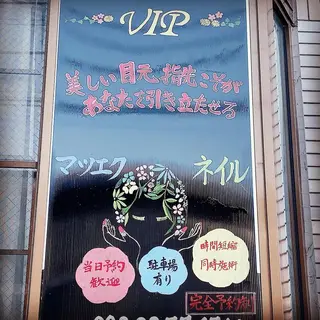 VIP
美しい目元、指先こそが
あなたを引き立たせる
マツエク
ネイル
当日予約
歓迎
駐車場
有り
時間短縮
同時施術
完全予約制